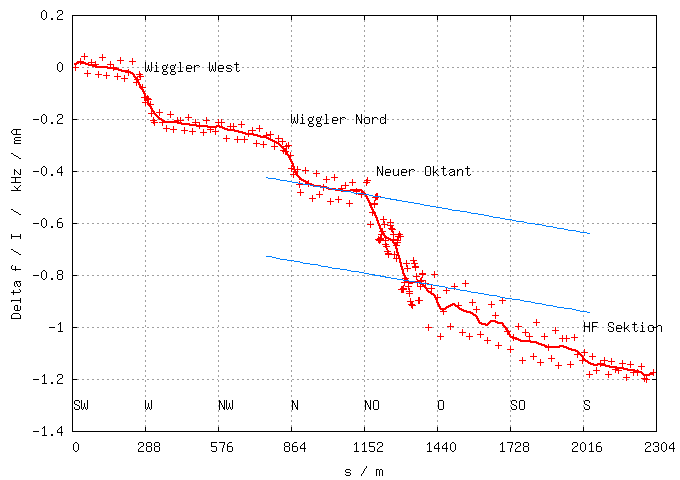 0.2
0
Wiggler West
-0.2
Wiggler Nord
-0.4
Neuer Oktant
-0.6
-0.8
-1
HF Sektion
-1.2
SW W NW N NO O SO S
-1.4
0 288 576 864 1152 1440 1728 2016 2304
s / m
Delta f / I / kHz / mA